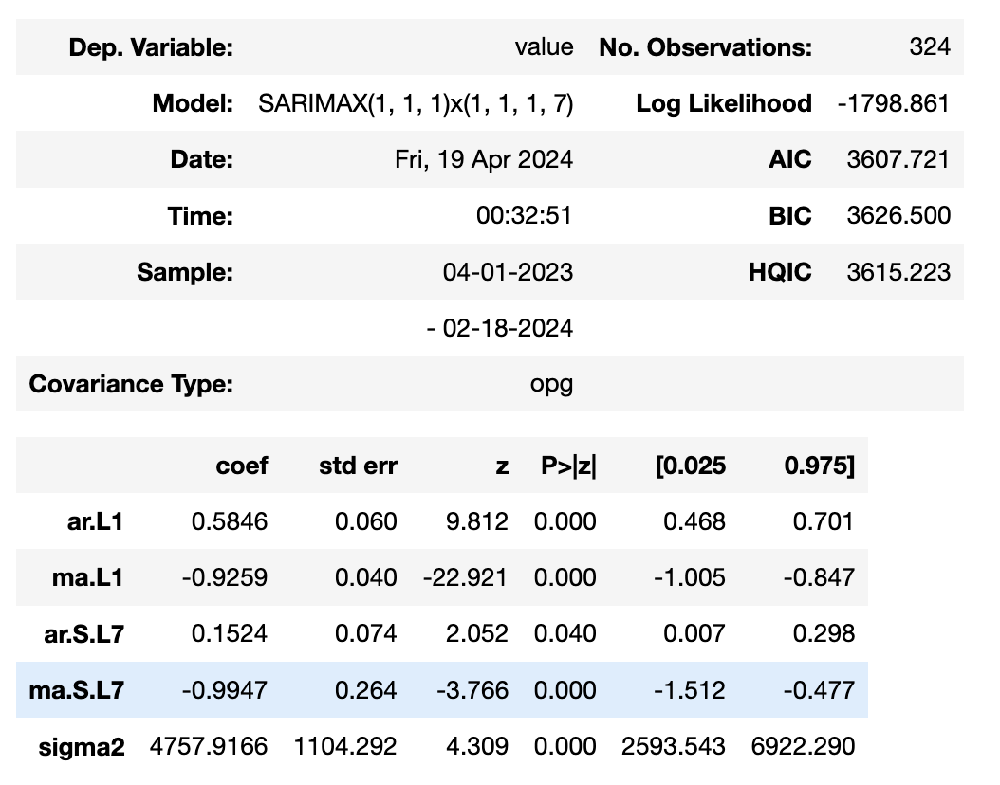 Dep. Variable: value No. Observations: 324
Model: SARIMAX(1, 1, 1)x(1, 1, 1, 7) Log Likelihood -1798.861
Date: Fri, 19 Apr 2024 AIC 3607.721
Time: 00:32:51 BIC 3626.500
Sample: 04-01-2023 HQIC 3615.223
- 02-18-2024
Covariance Type: opg
coef std err z P>|z| [0.025 0.975]
ar.L1 0.5846 0.060 9.812 0.000 0.468 0.701
ma.L1 -0.9259 0.040 -22.921 0.000 -1.005 -0.847
ar.S.L7 0.1524 0.074 2.052 0.040 0.007 0.298
ma.S.L7 -0.9947 0.264 -3.766 0.000 -1.512 -0.477
sigma2 4757.9166 1104.292 4.309 0.000 2593.543 6922.290